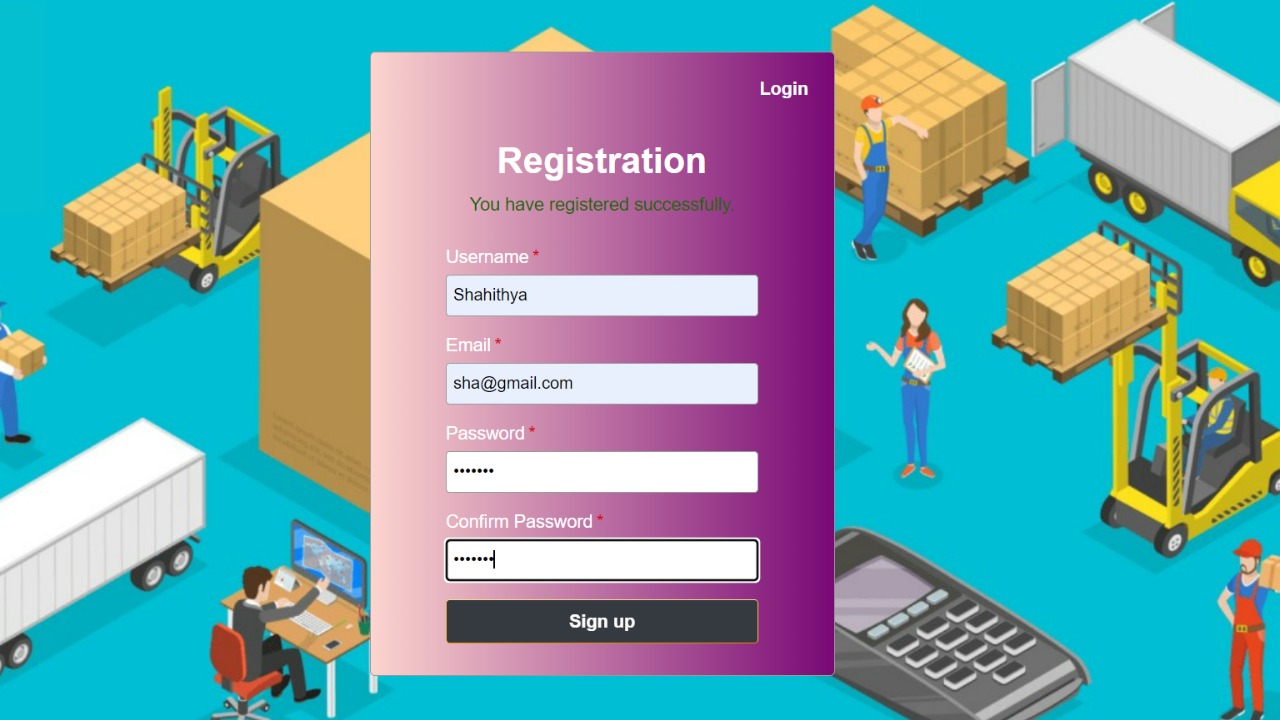 Login
Registration
You have registered successfully.
Username *
Shahithya
Email *
sha@gmail.com
Password *
•••••••
Confirm Password *
•••••••
Sign up